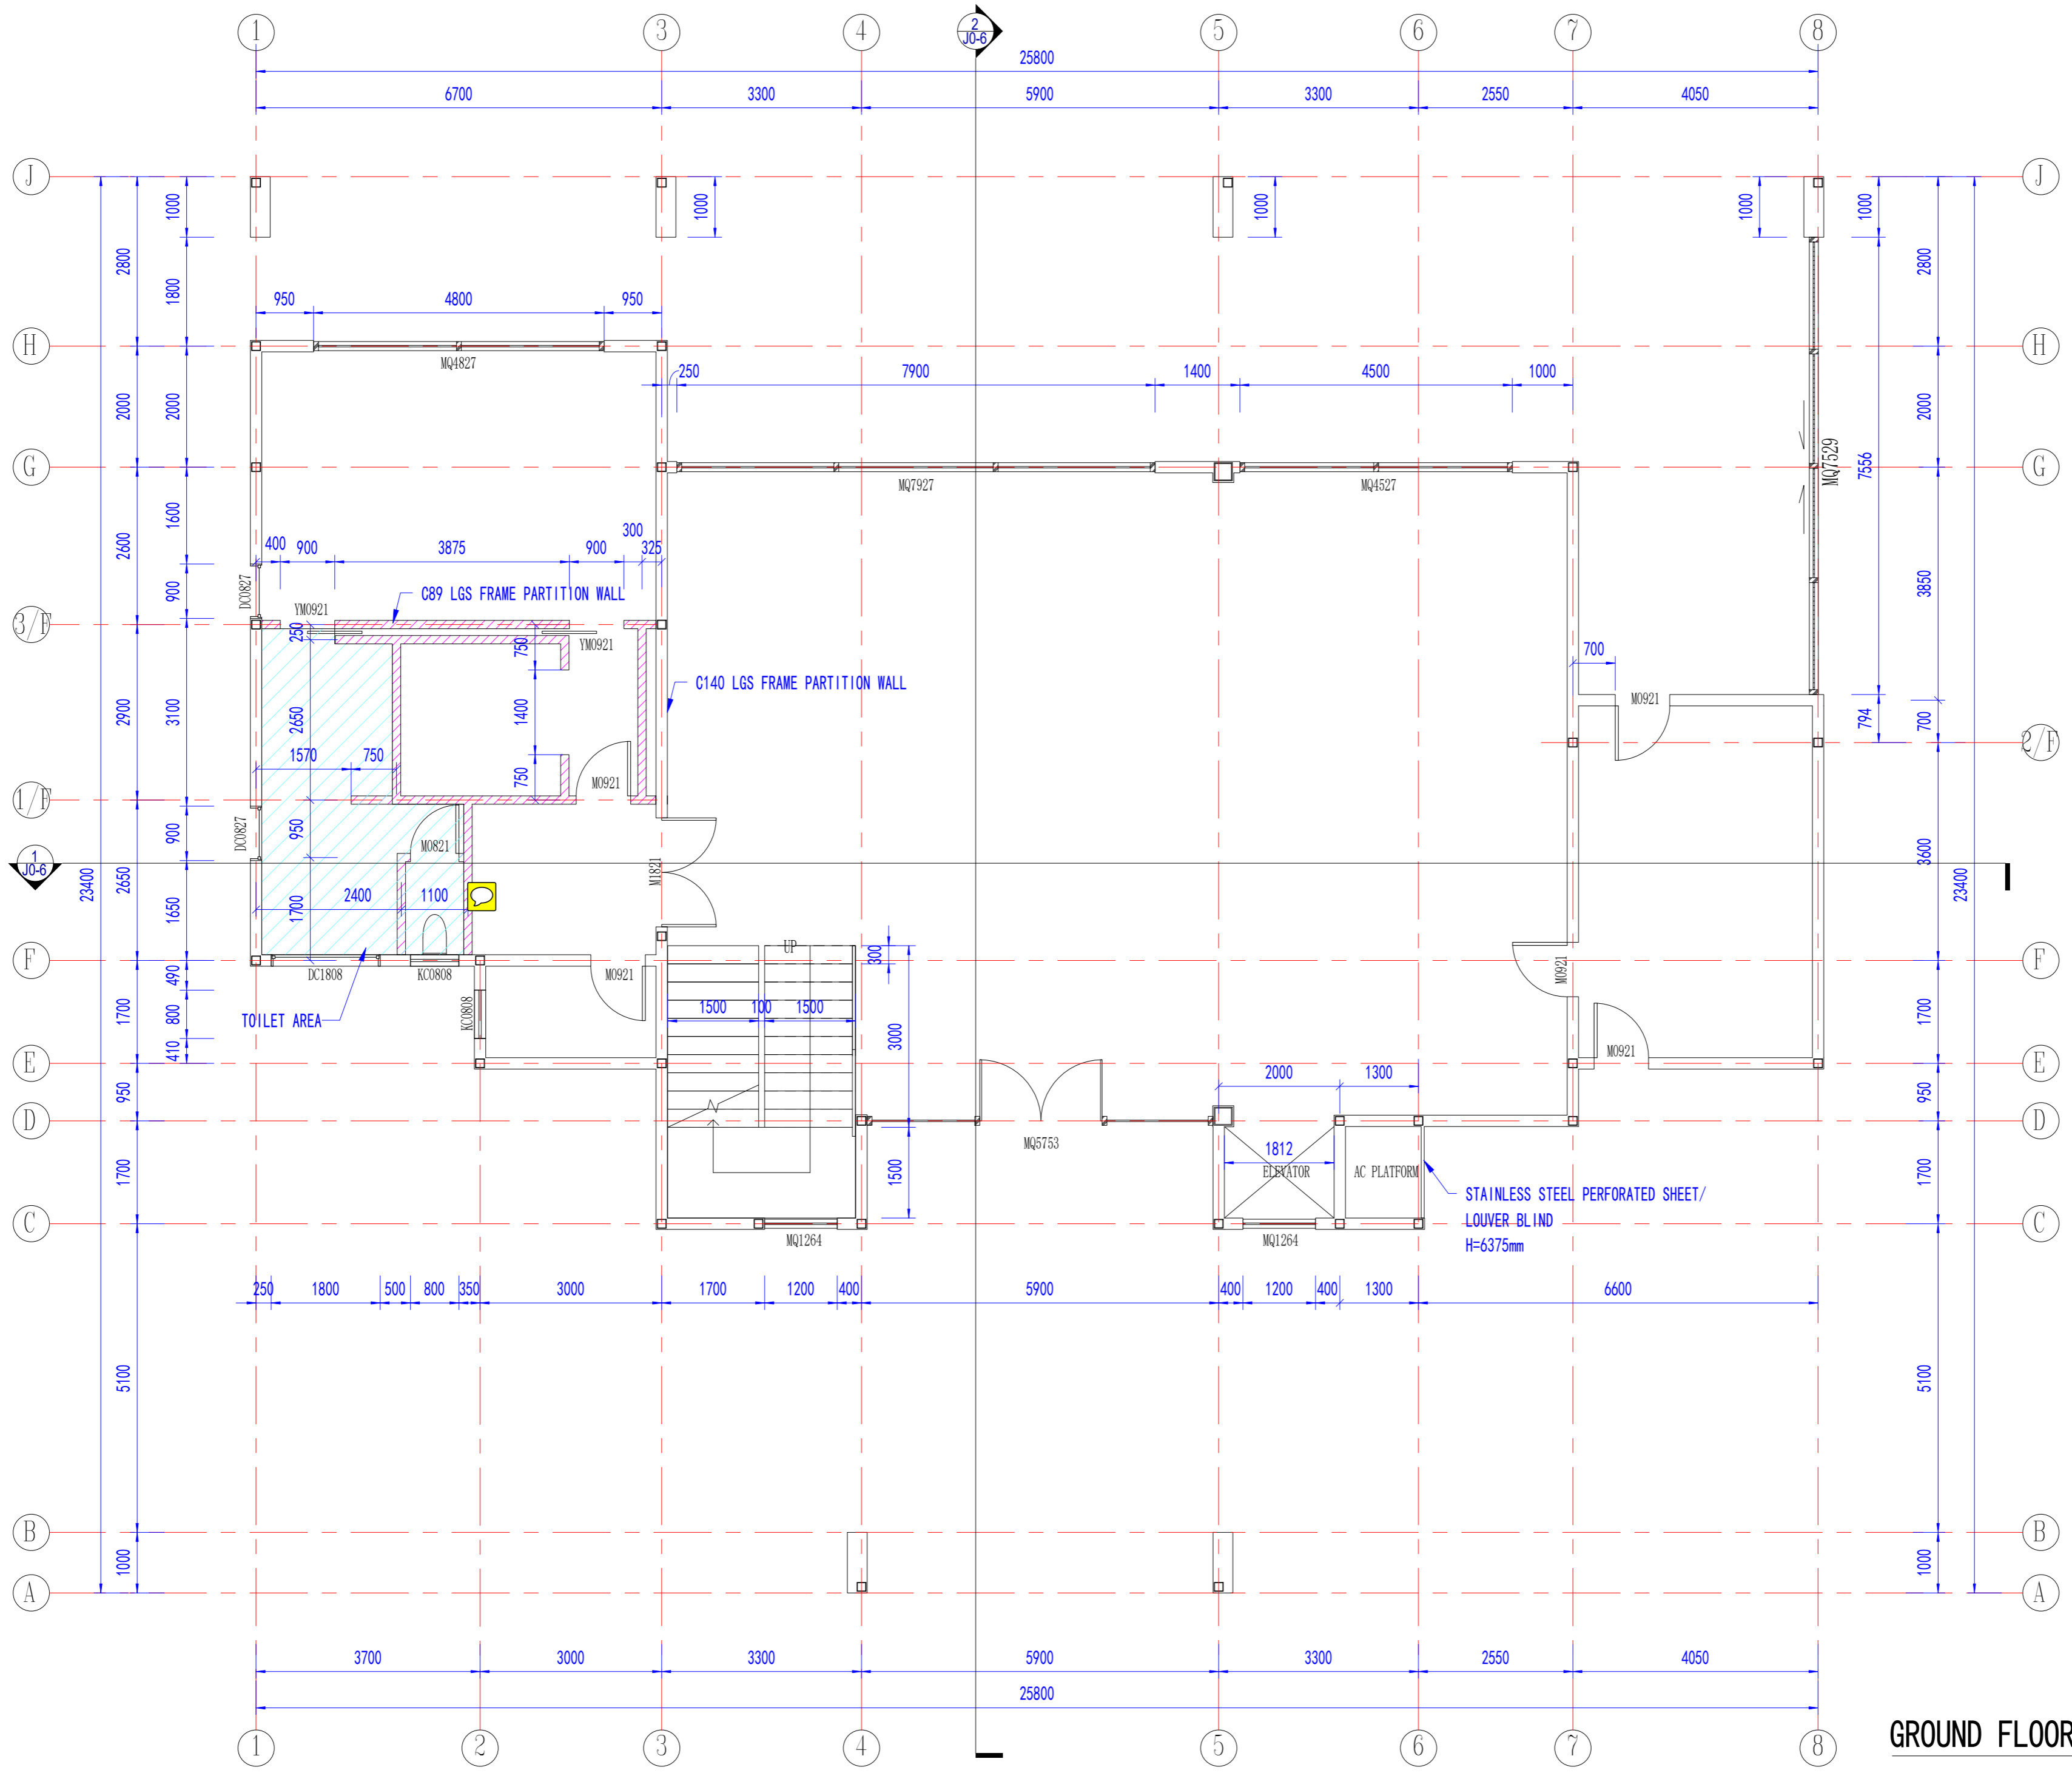 1 3 4 2 J0-6 5 6 7 8
25800
6700 3300 5900 3300 2550 4050
J J
1000 1000 1000 1000 1000
2800 1800 2800
950 4800 950
H H
MQ4827
250 7900 1400 4500 1000
2000 2000 2000
MQ7529
7556
G G
MQ7927 MQ4527
1600
2600
300
400 900 3875 900 325
3850
900
DC0827
C89 LGS FRAME PARTITION WALL
YM0921
3/F
250
750
YM0921
700
C140 LGS FRAME PARTITION WALL
M0921
2900 3100 2650 1400 794 700
2/F
1570 750
750
M0921
1/F
900
DC0827
950
M0821
1
J0-6
M1821
3600
23400 2650 1650 1700 23400
2400 1100
UP
300
F F
DC1808 KC0808 M0921 M0921
490
TOILET AREA
KC0808
1500 100 1500
1700 800 1700
3000
410
M0921
E E
2000 1300
950 950
D D
MQ5753
1812
ELEVATOR AC PLATFORM
1700 1500 1700
STAINLESS STEEL PERFORATED SHEET/
LOUVER BLIND
H=6375mm
C C
MQ1264 MQ1264
250 1800 500 800 350 3000 1700 1200 400 5900 400 1200 400 1300 6600
5100 5100
B B
1000 1000
A A
3700 3000 3300 5900 3300 2550 4050
25800
1 2 3 4 5 6 7 8
GROUND FLOOR